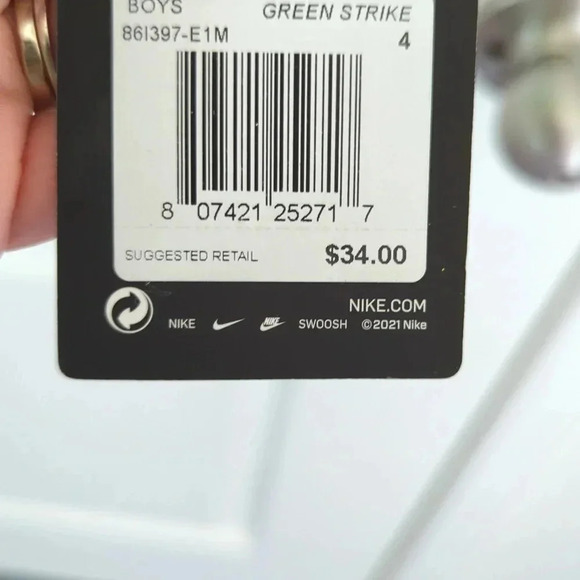 BOYS GREEN STRIKE
86I397-E1M 4
8 07421 25271 7
SUGGESTED RETAIL $34.00
NIKE.COM
NIKE NIKE SWOOSH ©2021 Nike